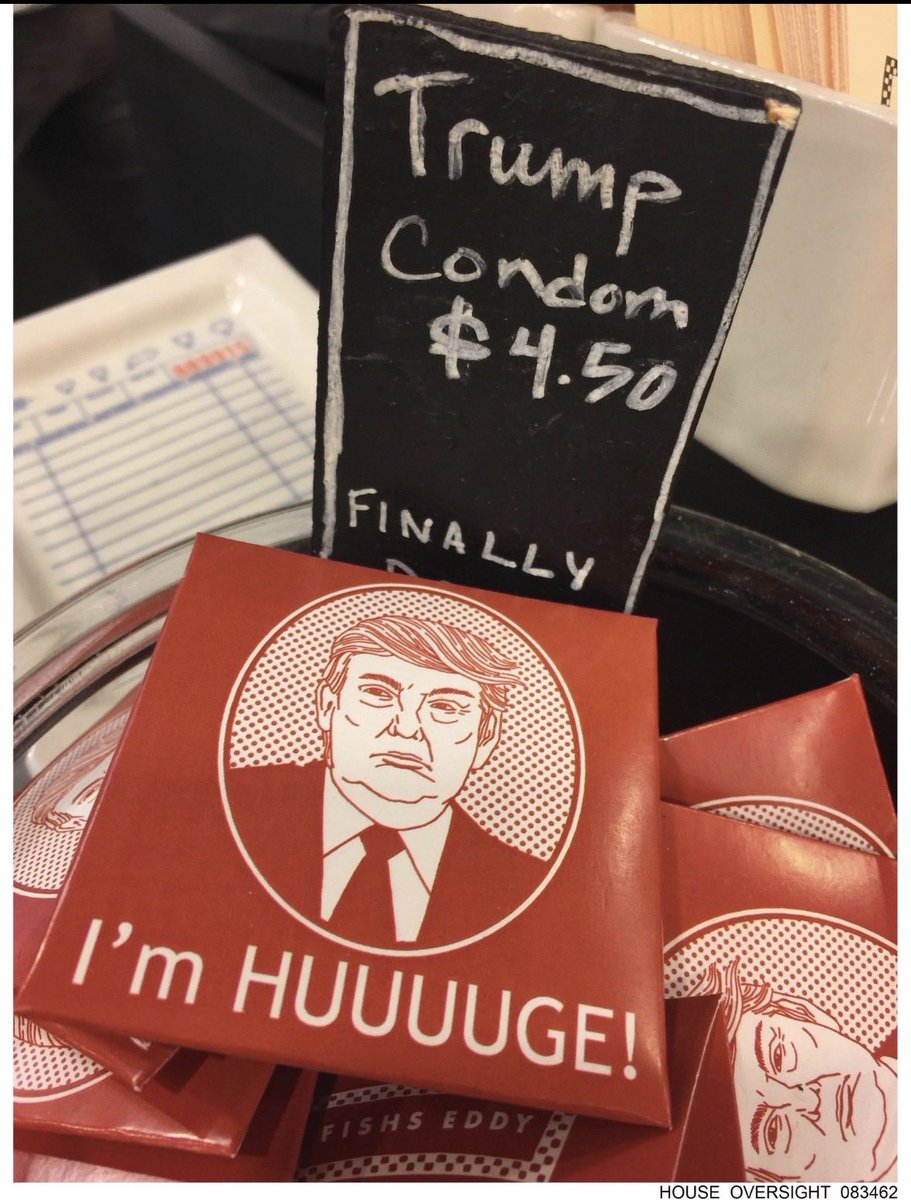 Trump
Condom
$4.50
FINALLY
I'm HUUUUGE!
FISHS EDDY
HOUSE OVERSIGHT 083462